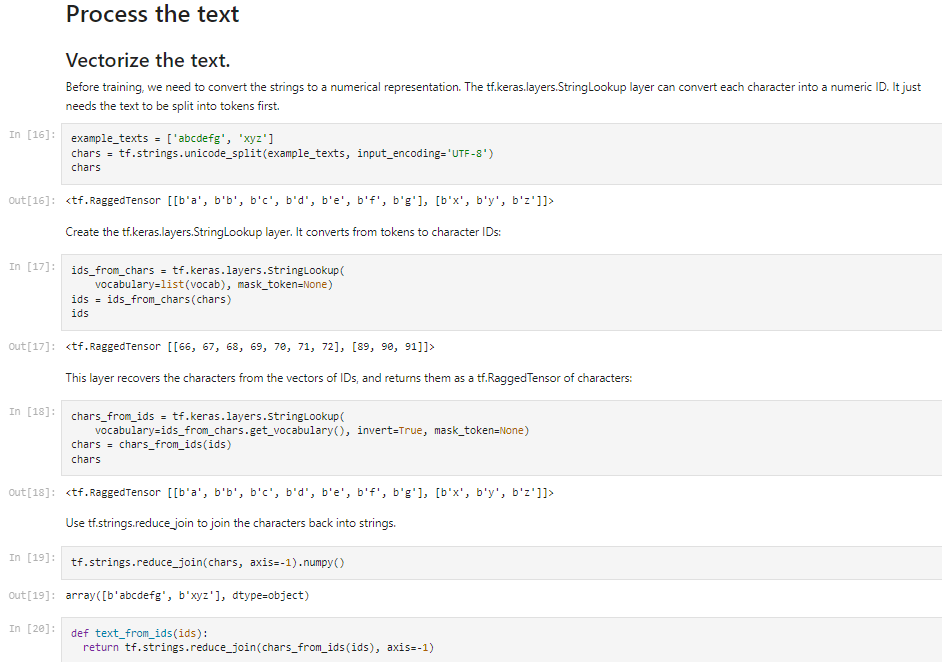 Process the text
Vectorize the text.
Before training, we need to convert the strings to a numerical representation. The tf.keras.layers.StringLookup layer can convert each character into a numeric ID. It just
needs the text to be split into tokens first.
In [16]:
example_texts = ['abcdefg', 'xyz']
chars = tf.strings.unicode_split(example_texts, input_encoding='UTF-8')
chars
Out[16]: <tf.RaggedTensor [[b'a', b'b', b'c', b'd', b'e', b'f', b'g'], [b'x', b'y', b'z']]>
Create the tf.keras.layers.StringLookup layer. It converts from tokens to character IDs:
In [17]:
ids_from_chars = tf.keras.layers.StringLookup(
    vocabulary=list(vocab), mask_token=None)
ids = ids_from_chars(chars)
ids
Out[17]: <tf.RaggedTensor [[66, 67, 68, 69, 70, 71, 72], [89, 90, 91]]>
This layer recovers the characters from the vectors of IDs, and returns them as a tf.RaggedTensor of characters:
In [18]:
chars_from_ids = tf.keras.layers.StringLookup(
    vocabulary=ids_from_chars.get_vocabulary(), invert=True, mask_token=None)
chars = chars_from_ids(ids)
chars
Out[18]: <tf.RaggedTensor [[b'a', b'b', b'c', b'd', b'e', b'f', b'g'], [b'x', b'y', b'z']]>
Use tf.strings.reduce_join to join the characters back into strings.
In [19]:
tf.strings.reduce_join(chars, axis=-1).numpy()
Out[19]: array([b'abcdefg', b'xyz'], dtype=object)
In [20]:
def text_from_ids(ids):
  return tf.strings.reduce_join(chars_from_ids(ids), axis=-1)